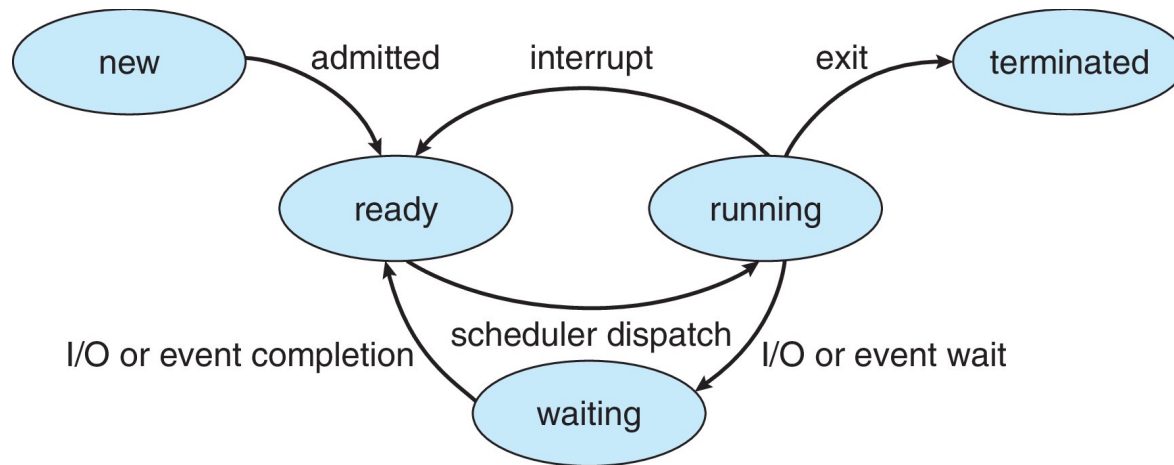 new
admitted
interrupt
exit
terminated
ready
running
scheduler dispatch
I/O or event completion
I/O or event wait
waiting